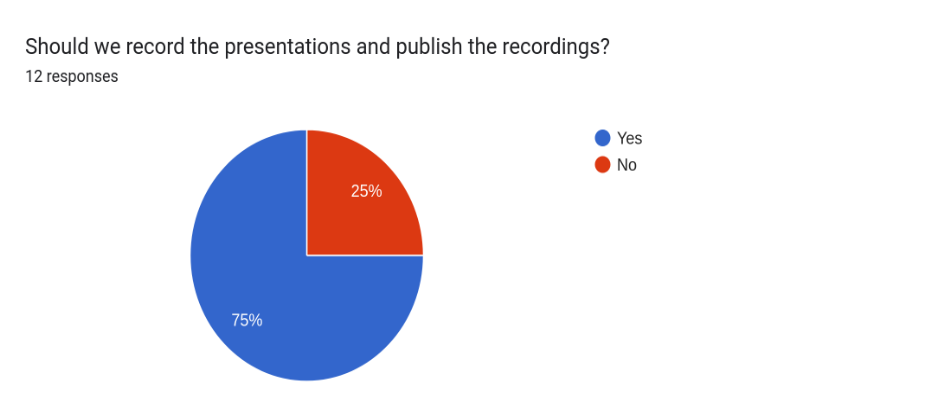 Should we record the presentations and publish the recordings?
12 responses
Yes
No
25%
75%